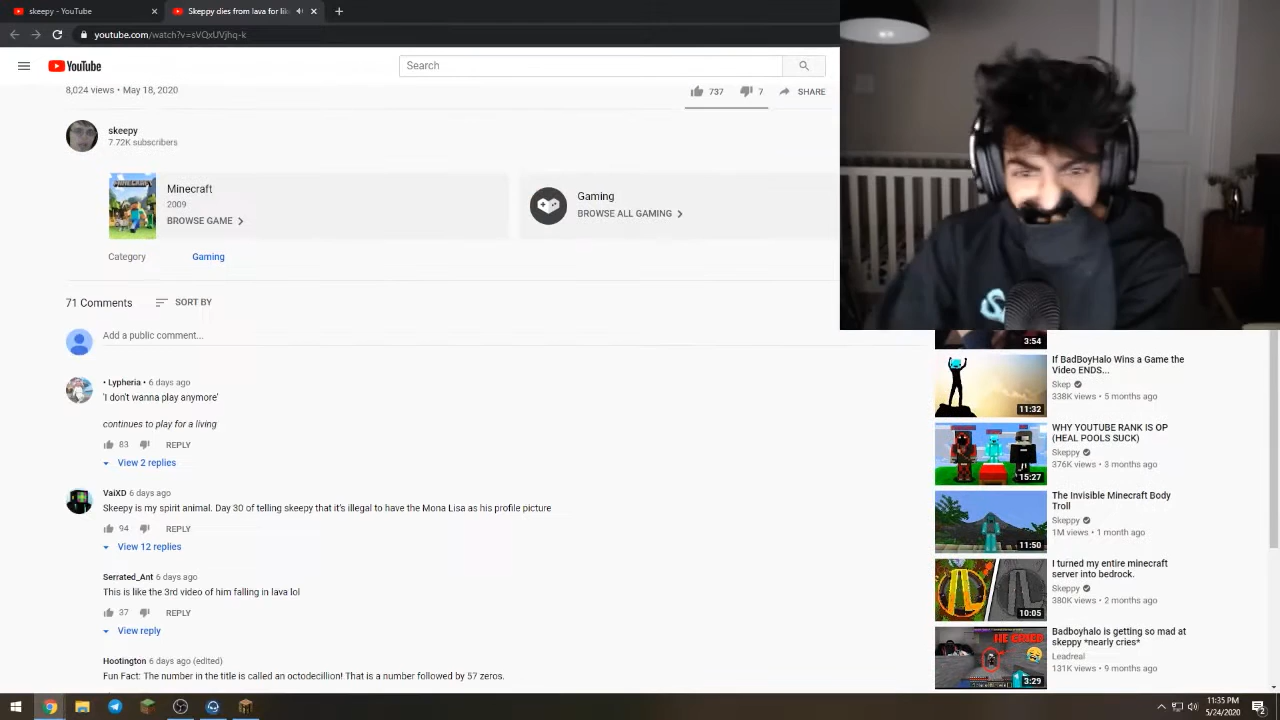 skeepy - YouTube
Skeppy dies from lava for lik
youtube.com/watch?v=sVQxUVjhq-k
YouTube
Search
8,024 views • May 18, 2020
737
7
SHARE
skeepy
7.72K subscribers
MINECRAFT
Minecraft
2009
BROWSE GAME
Gaming
BROWSE ALL GAMING
Category
Gaming
71 Comments
SORT BY
Add a public comment...
• Lypheria • 6 days ago
'I don't wanna play anymore'
continues to play for a living
83
REPLY
View 2 replies
VaiXD 6 days ago
Skeepy is my spirit animal. Day 30 of telling skeepy that it's illegal to have the Mona Lisa as his profile picture
94
REPLY
View 12 replies
Serrated_Ant 6 days ago
This is like the 3rd video of him falling in lava lol
37
REPLY
View reply
Hootington 6 days ago (edited)
Fun Fact: The number in the title is called an octodecillion. It is a number followed by 57 zeros.
3:54
If BadBoyHalo Wins a Game the
Video ENDS...
Skep
338K views • 5 months ago
11:32
WHY YOUTUBE RANK IS OP
(HEAL POOLS SUCK)
Skeppy
376K views • 3 months ago
15:27
The Invisible Minecraft Body
Troll
Skeppy
1M views • 1 month ago
11:50
I turned my entire minecraft
server into bedrock.
Skeppy
380K views • 2 months ago
10:05
Badboyhalo is getting so mad at
skeppy *nearly cries*
Leadreal
131K views • 9 months ago
HE CRIED
3:29
11:35 PM
5/24/2020
2